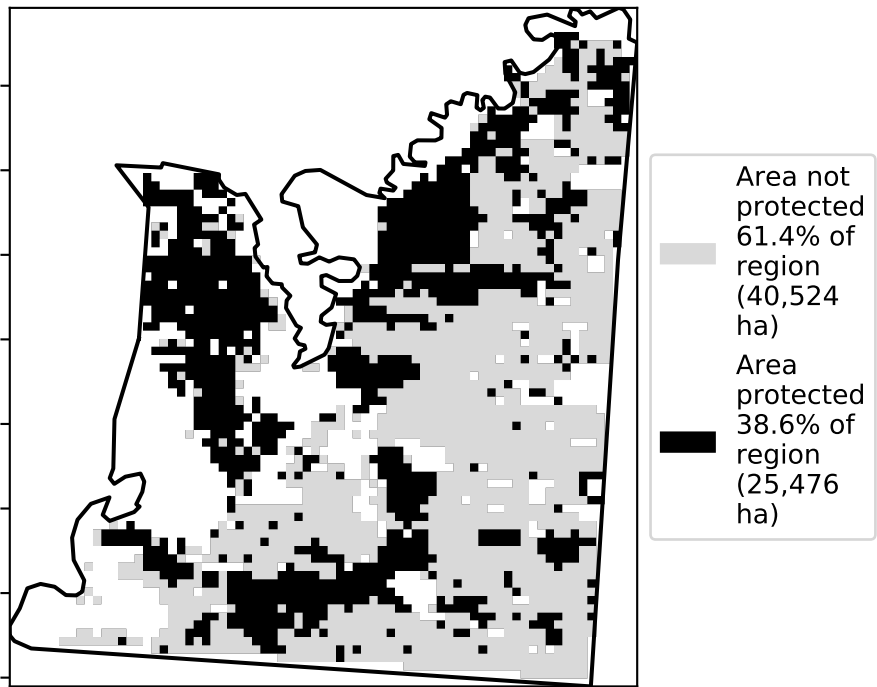 Area not
protected
61.4% of
region
(40,524
ha)
Area
protected
38.6% of
region
(25,476
ha)